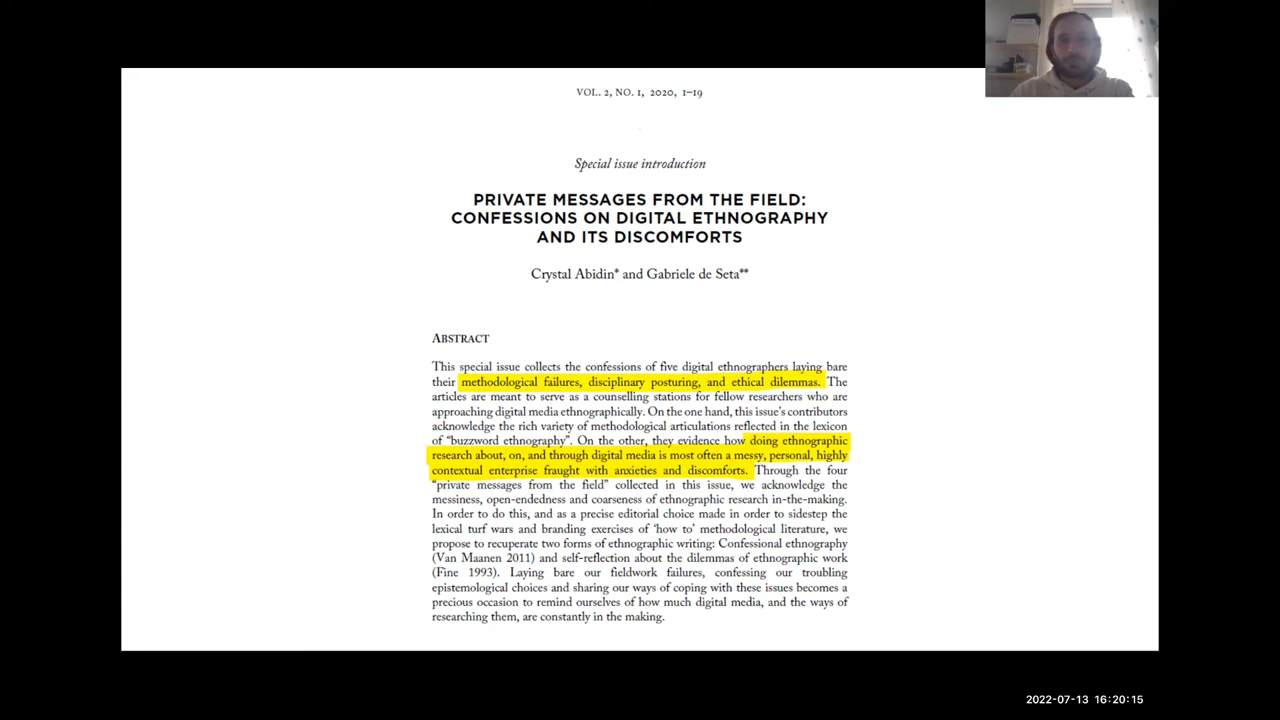 VOL. 2, NO. 1, 2020, 1–19
Special issue introduction
PRIVATE MESSAGES FROM THE FIELD:
CONFESSIONS ON DIGITAL ETHNOGRAPHY
AND ITS DISCOMFORTS
Crystal Abidin* and Gabriele de Seta**
ABSTRACT
This special issue collects the confessions of five digital ethnographers laying bare
their methodological failures, disciplinary posturing, and ethical dilemmas. The
articles are meant to serve as a counselling stations for fellow researchers who are
approaching digital media ethnographically. On the one hand, this issue's contributors
acknowledge the rich variety of methodological articulations reflected in the lexicon
of “buzzword ethnography”. On the other, they evidence how doing ethnographic
research about, on, and through digital media is most often a messy, personal, highly
contextual enterprise fraught with anxieties and discomforts. Through the four
“private messages from the field” collected in this issue, we acknowledge the
messiness, open-endedness and coarseness of ethnographic research in-the-making.
In order to do this, and as a precise editorial choice made in order to sidestep the
lexical turf wars and branding exercises of ‘how to’ methodological literature, we
propose to recuperate two forms of ethnographic writing: Confessional ethnography
(Van Maanen 2011) and self-reflection about the dilemmas of ethnographic work
(Fine 1993). Laying bare our fieldwork failures, confessing our troubling
epistemological choices and sharing our ways of coping with these issues becomes a
precious occasion to remind ourselves of how much digital media, and the ways of
researching them, are constantly in the making.
2022-07-13 16:20:15